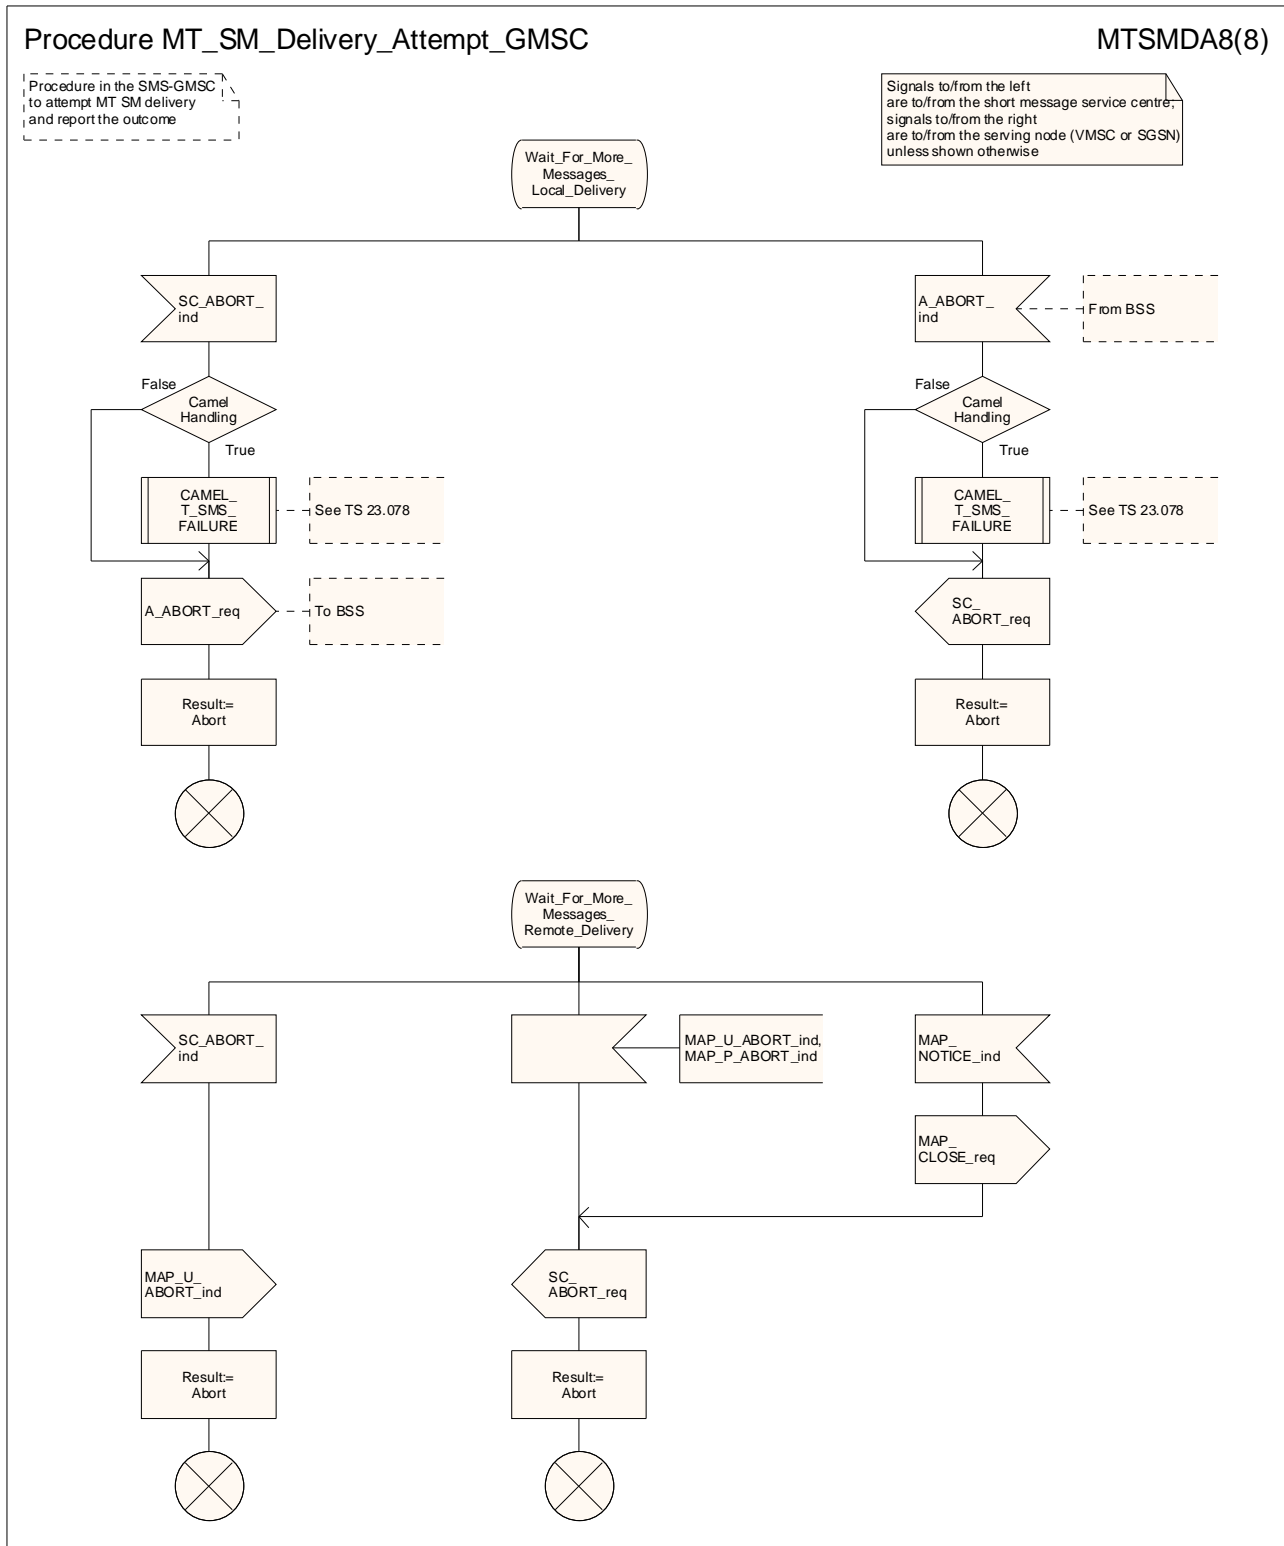 Procedure MT_SM_Delivery_Attempt_GMSC
MTSMDA8(8)
Procedure in the SMS-GMSC
to attempt MT SM delivery
and report the outcome
Signals to/from the left
are to/from the short message service centre;
signals to/from the right
are to/from the serving node (VMSC or SGSN)
unless shown otherwise
Wait_For_More_
Messages_
Local_Delivery
SC_ABORT_
ind
A_ABORT_
ind
From BSS
False
Camel
Handling
True
False
Camel
Handling
True
CAMEL_
T_SMS_
FAILURE
See TS 23.078
CAMEL_
T_SMS_
FAILURE
See TS 23.078
A_ABORT_req
To BSS
SC_
ABORT_req
Result:=
Abort
Result:=
Abort
Wait_For_More_
Messages_
Remote_Delivery
SC_ABORT_
ind
MAP_U_ABORT_ind,
MAP_P_ABORT_ind
MAP_
NOTICE_ind
MAP_
CLOSE_req
MAP_U_
ABORT_ind
SC_
ABORT_req
Result:=
Abort
Result:=
Abort